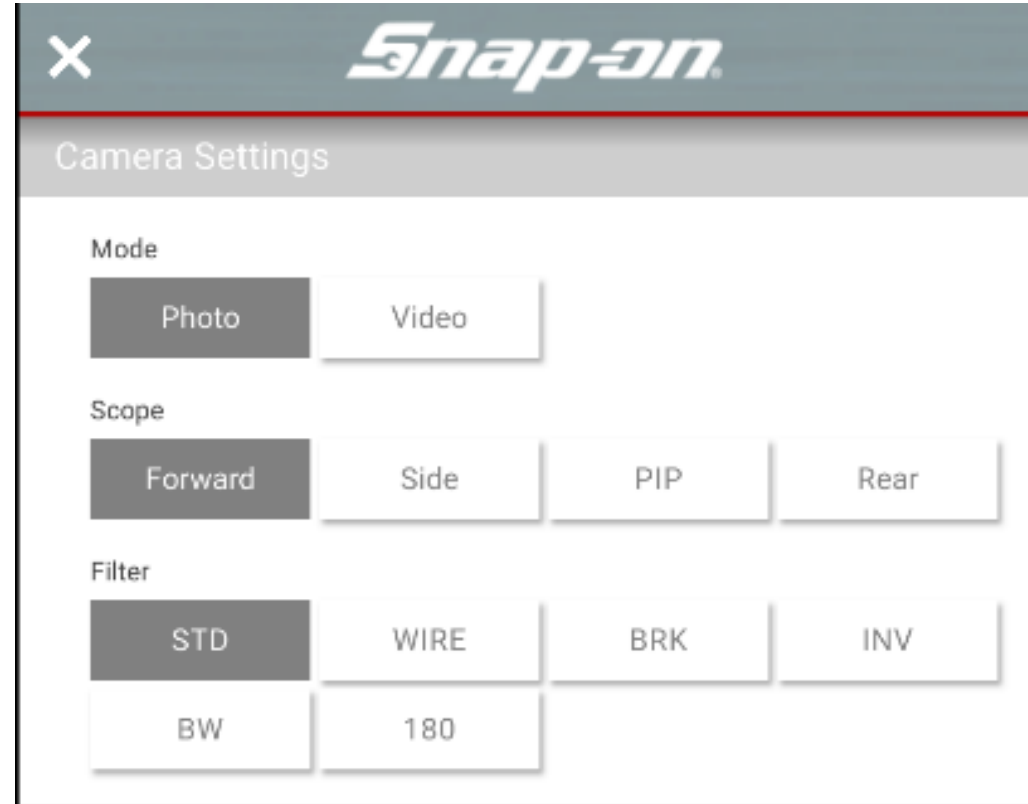 Snap-on
Camera Settings
Mode
Photo Video
Scope
Forward Side PIP Rear
Filter
STD WIRE BRK INV
BW 180